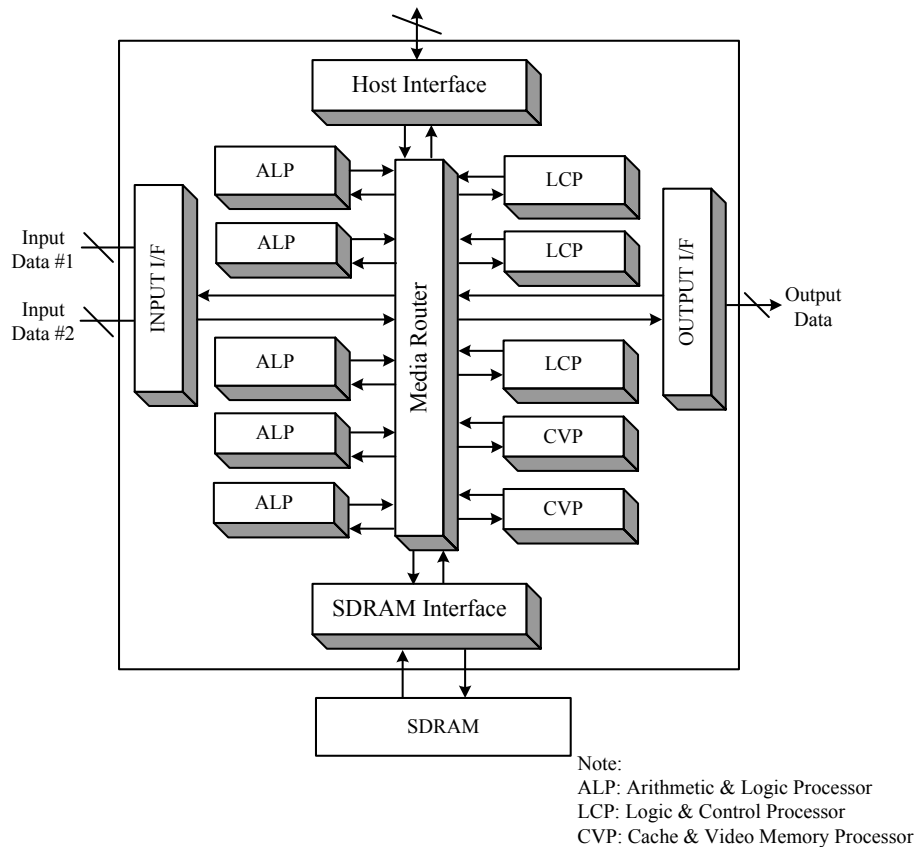 Host Interface
ALP
LCP
ALP
LCP
INPUT I/F
OUTPUT I/F
Input
Data #1
Input
Data #2
Output
Data
Media Router
ALP
LCP
ALP
CVP
ALP
CVP
SDRAM Interface
SDRAM
Note:
ALP: Arithmetic & Logic Processor
LCP: Logic & Control Processor
CVP: Cache & Video Memory Processor